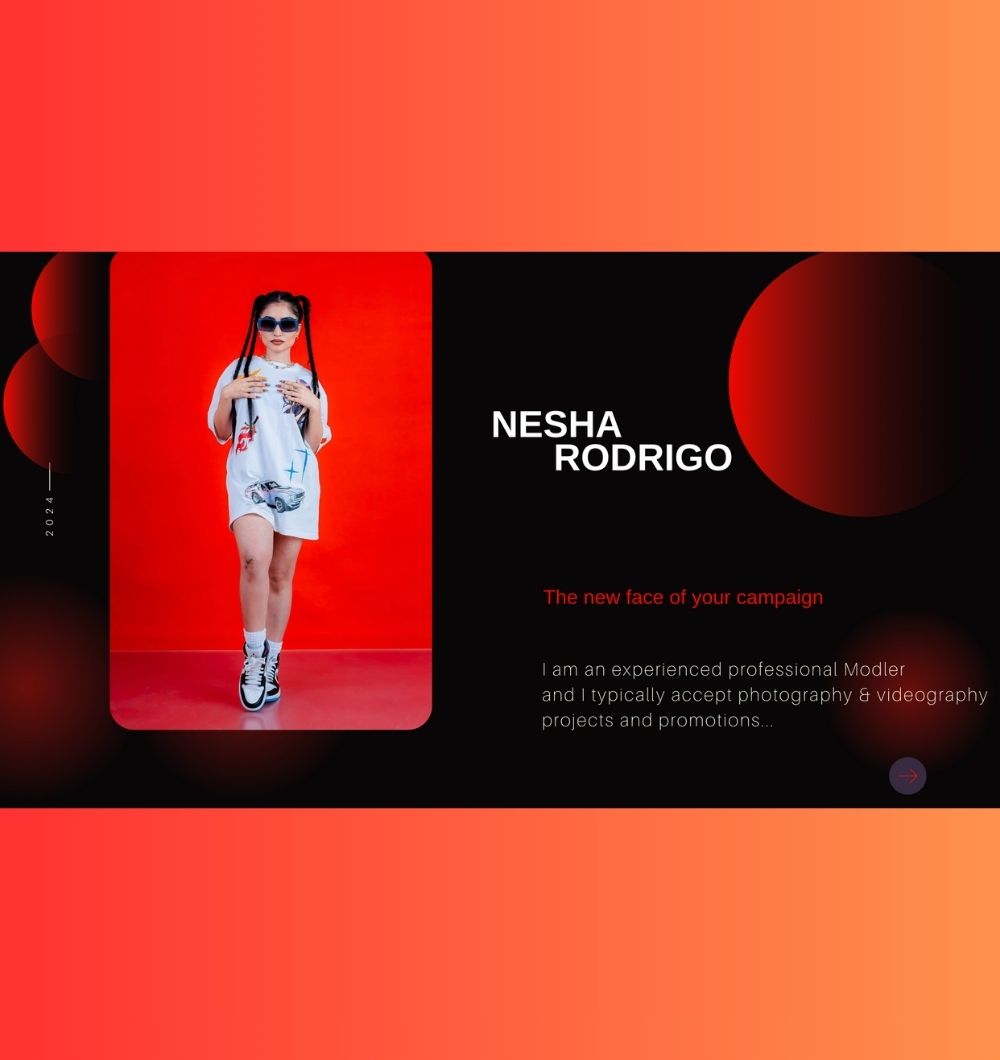 2024
NESHA
RODRIGO
The new face of your campaign
I am an experienced professional Modler
and I typically accept photography & videography
projects and promotions...